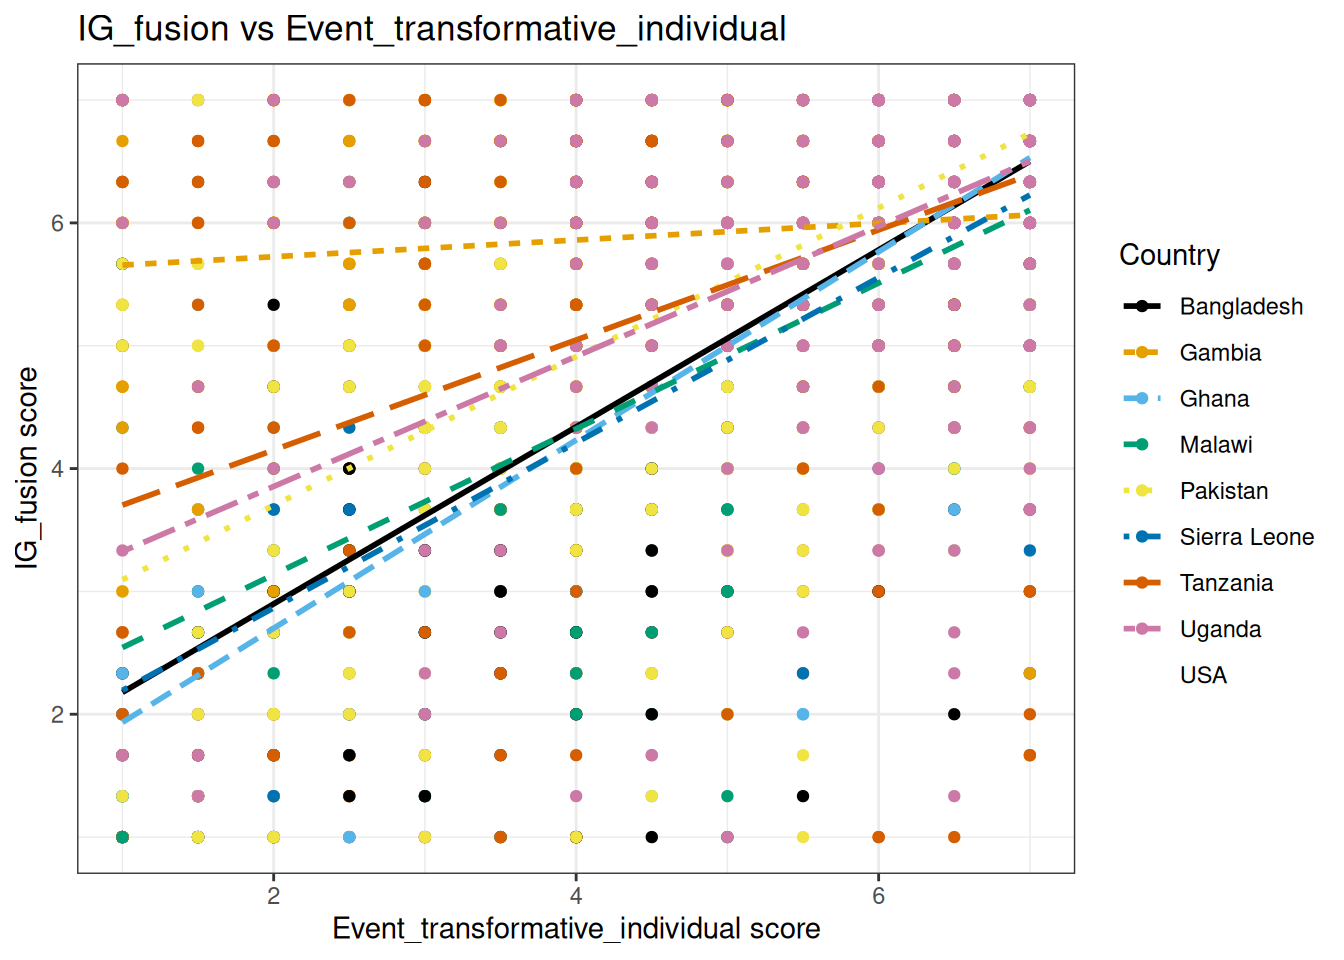 IG_fusion vs Event_transformative_individual
IG_fusion score
6
4
2
2
4
6
Event_transformative_individual score
Country
Bangladesh
Gambia
Ghana
Malawi
Pakistan
Sierra Leone
Tanzania
Uganda
USA